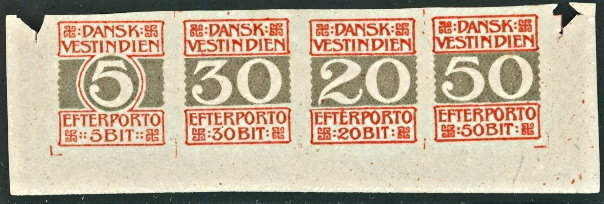 ·DANSK·
VESTINDIEN
5
EFTERPORTO
:: 5 BIT ::
·DANSK·
VESTINDIEN
30
EFTERPORTO
:30 BIT:
·DANSK·
VESTINDIEN
20
EFTERPORTO
:20 BIT:
·DANSK·
VESTINDIEN
50
EFTERPORTO
:50 BIT: